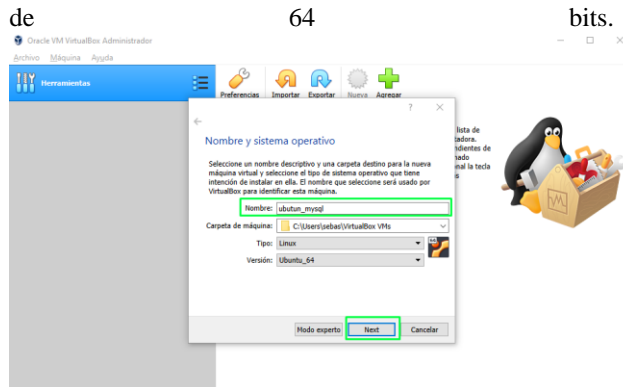 de 64 bits.
Oracle VM VirtualBox Administrador
Archivo Máquina Ayuda
Herramientas
Preferencias Importar Exportar Nueva Agregar
Nombre y sistema operativo
Seleccione un nombre descriptivo y una carpeta destino para la nueva
máquina virtual y seleccione el tipo de sistema operativo que tiene
intención de instalar en ella. El nombre que seleccione será usado por
VirtualBox para identificar esta máquina.
Nombre: ubutun_mysql
Carpeta de máquina: C:\Users\sebas\VirtualBox VMs
Tipo: Linux
Versión: Ubuntu_64
Modo experto Next Cancelar
lista de
tadora.
ndientes de
nado
onal la tecla